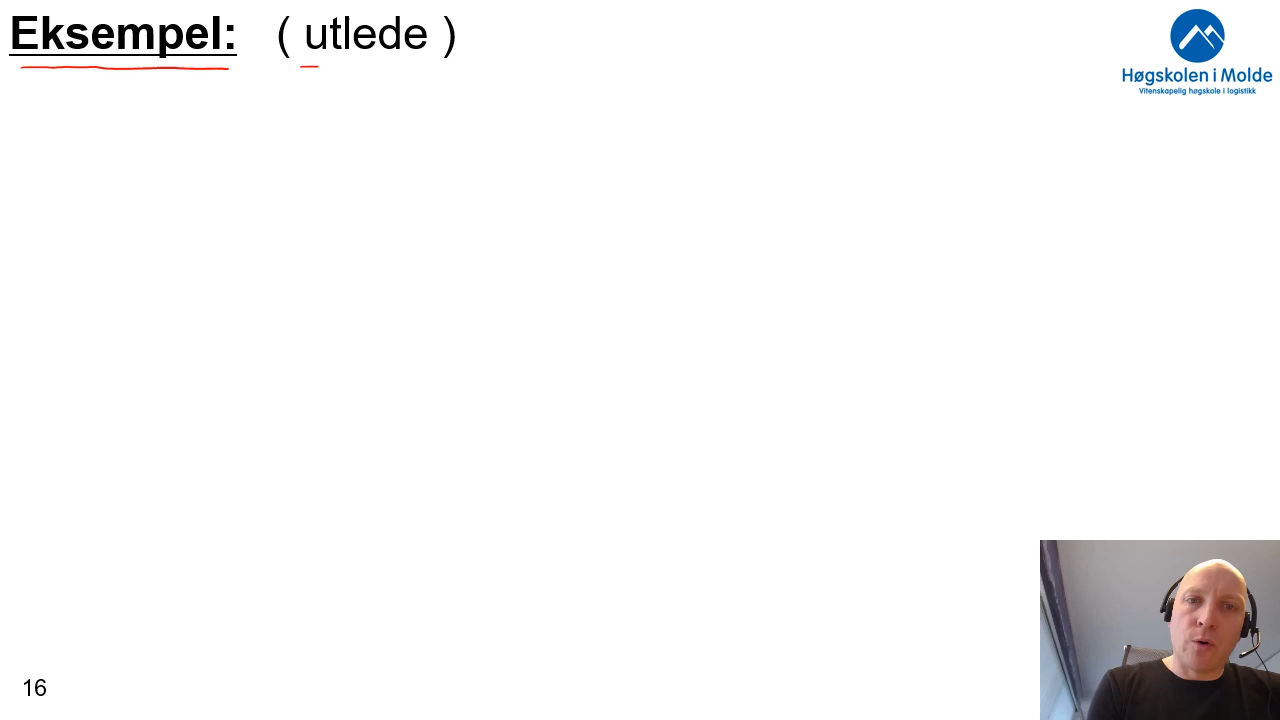 Eksempel: ( utlede )
Høgskolen i Molde
Vitenskapelig høgskole i logistikk
16